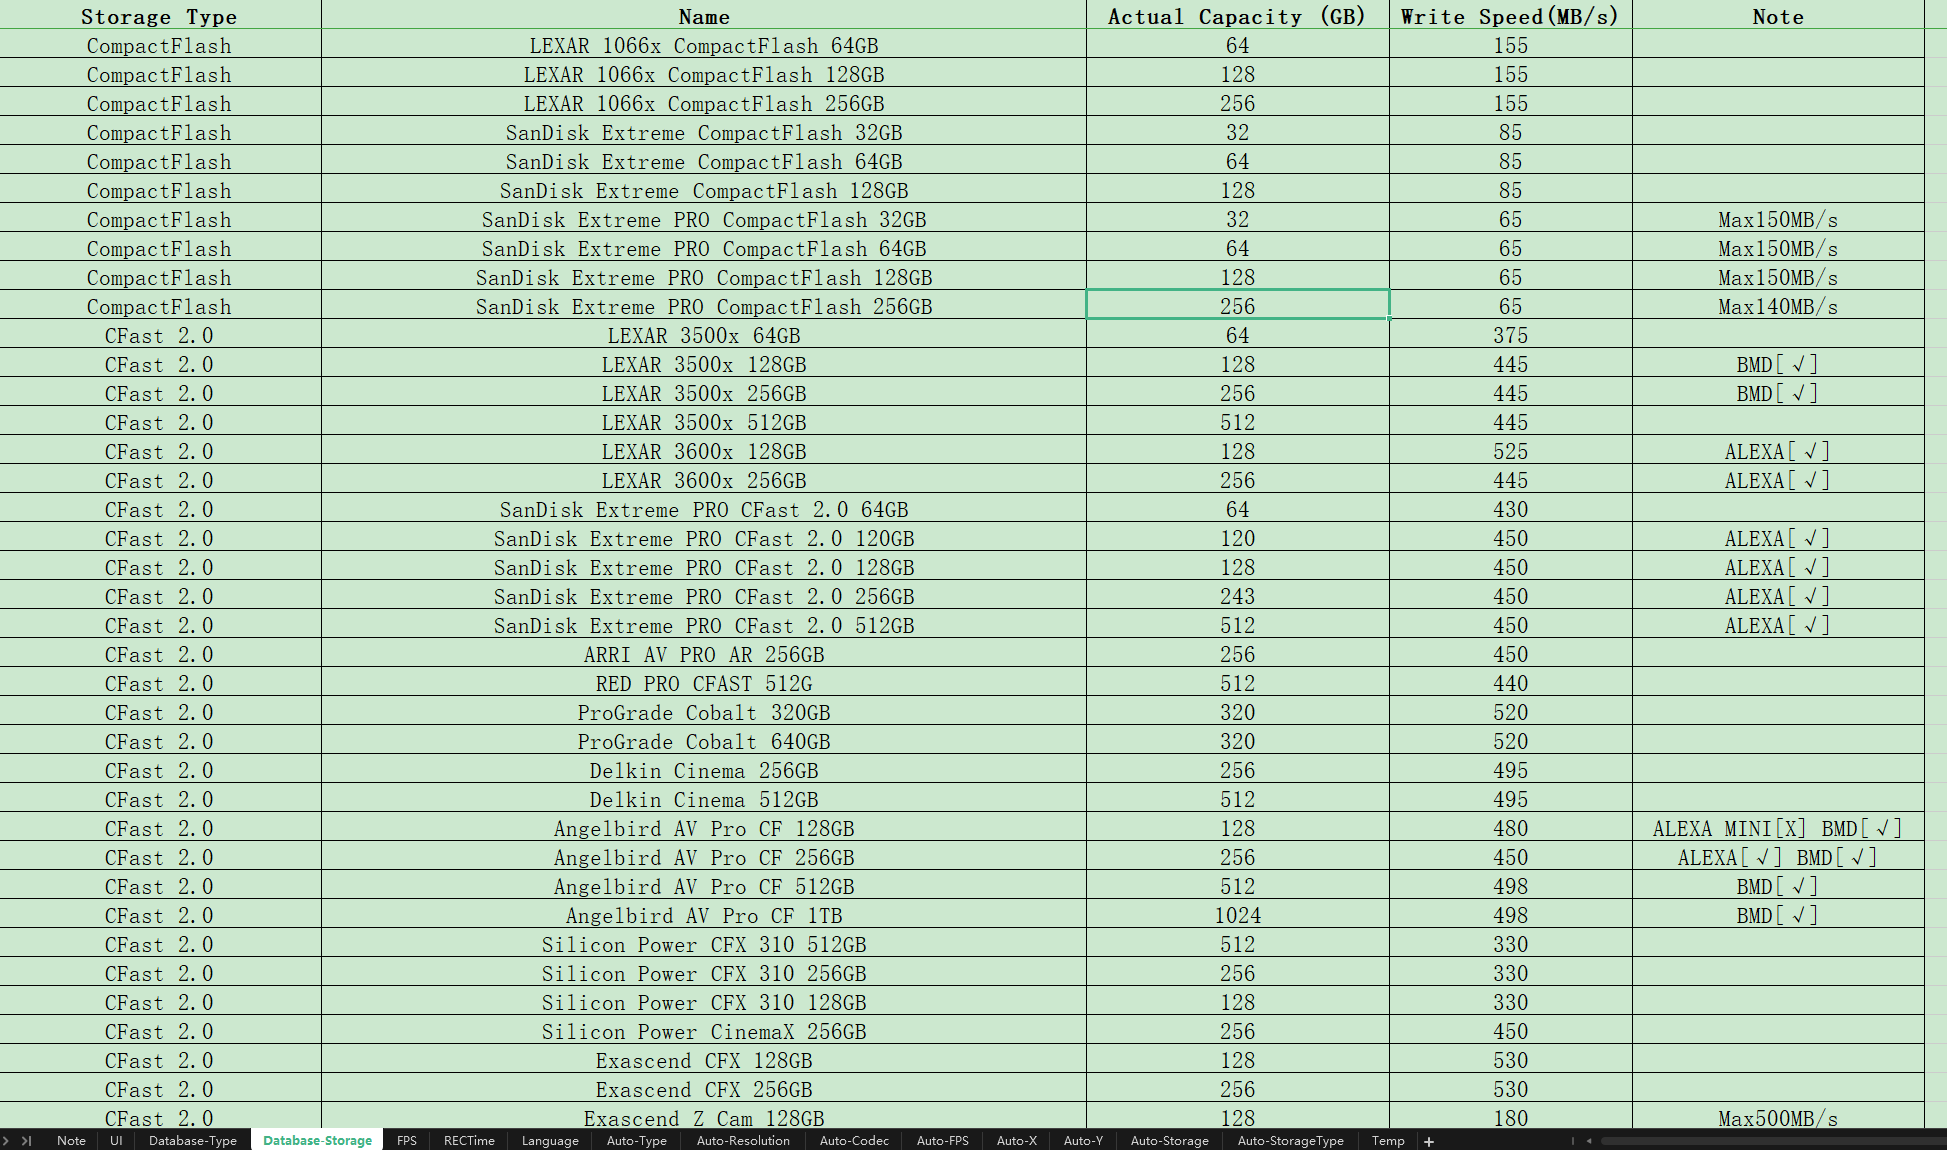 Storage Type Name Actual Capacity (GB) Write Speed(MB/s) Note
CompactFlash LEXAR 1066x CompactFlash 64GB 64 155
CompactFlash LEXAR 1066x CompactFlash 128GB 128 155
CompactFlash LEXAR 1066x CompactFlash 256GB 256 155
CompactFlash SanDisk Extreme CompactFlash 32GB 32 85
CompactFlash SanDisk Extreme CompactFlash 64GB 64 85
CompactFlash SanDisk Extreme CompactFlash 128GB 128 85
CompactFlash SanDisk Extreme PRO CompactFlash 32GB 32 65 Max150MB/s
CompactFlash SanDisk Extreme PRO CompactFlash 64GB 64 65 Max150MB/s
CompactFlash SanDisk Extreme PRO CompactFlash 128GB 128 65 Max150MB/s
CompactFlash SanDisk Extreme PRO CompactFlash 256GB 256 65 Max140MB/s
CFast 2.0 LEXAR 3500x 64GB 64 375
CFast 2.0 LEXAR 3500x 128GB 128 445 BMD[√]
CFast 2.0 LEXAR 3500x 256GB 256 445 BMD[√]
CFast 2.0 LEXAR 3500x 512GB 512 445
CFast 2.0 LEXAR 3600x 128GB 128 525 ALEXA[√]
CFast 2.0 LEXAR 3600x 256GB 256 445 ALEXA[√]
CFast 2.0 SanDisk Extreme PRO CFast 2.0 64GB 64 430
CFast 2.0 SanDisk Extreme PRO CFast 2.0 120GB 120 450 ALEXA[√]
CFast 2.0 SanDisk Extreme PRO CFast 2.0 128GB 128 450 ALEXA[√]
CFast 2.0 SanDisk Extreme PRO CFast 2.0 256GB 243 450 ALEXA[√]
CFast 2.0 SanDisk Extreme PRO CFast 2.0 512GB 512 450 ALEXA[√]
CFast 2.0 ARRI AV PRO AR 256GB 256 450
CFast 2.0 RED PRO CFAST 512G 512 440
CFast 2.0 ProGrade Cobalt 320GB 320 520
CFast 2.0 ProGrade Cobalt 640GB 320 520
CFast 2.0 Delkin Cinema 256GB 256 495
CFast 2.0 Delkin Cinema 512GB 512 495
CFast 2.0 Angelbird AV Pro CF 128GB 128 480 ALEXA MINI[X] BMD[√]
CFast 2.0 Angelbird AV Pro CF 256GB 256 450 ALEXA[√] BMD[√]
CFast 2.0 Angelbird AV Pro CF 512GB 512 498 BMD[√]
CFast 2.0 Angelbird AV Pro CF 1TB 1024 498 BMD[√]
CFast 2.0 Silicon Power CFX 310 512GB 512 330
CFast 2.0 Silicon Power CFX 310 256GB 256 330
CFast 2.0 Silicon Power CFX 310 128GB 128 330
CFast 2.0 Silicon Power CinemaX 256GB 256 450
CFast 2.0 Exascend CFX 128GB 128 530
CFast 2.0 Exascend CFX 256GB 256 530
CFast 2.0 Exascend Z Cam 128GB 128 180 Max500MB/s
Note UI Database-Type Database-Storage FPS RECTime Language Auto-Type Auto-Resolution Auto-Codec Auto-FPS Auto-X Auto-Y Auto-Storage Auto-StorageType Temp +